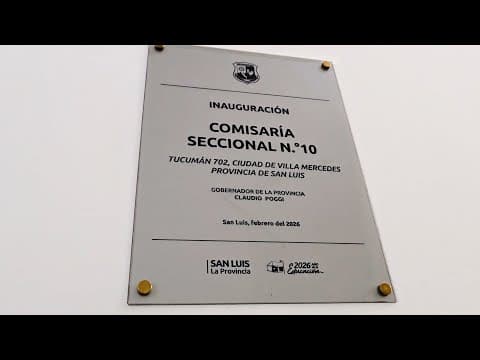 INAUGURACIÓN
COMISARÍA
SECCIONAL N.°10
TUCUMÁN 702, CIUDAD DE VILLA MERCEDES
PROVINCIA DE SAN LUIS
GOBERNADOR DE LA PROVINCIA
CLAUDIO POGGI
San Luis, febrero del 2026
SAN LUIS
La Provincia
2026
Educación